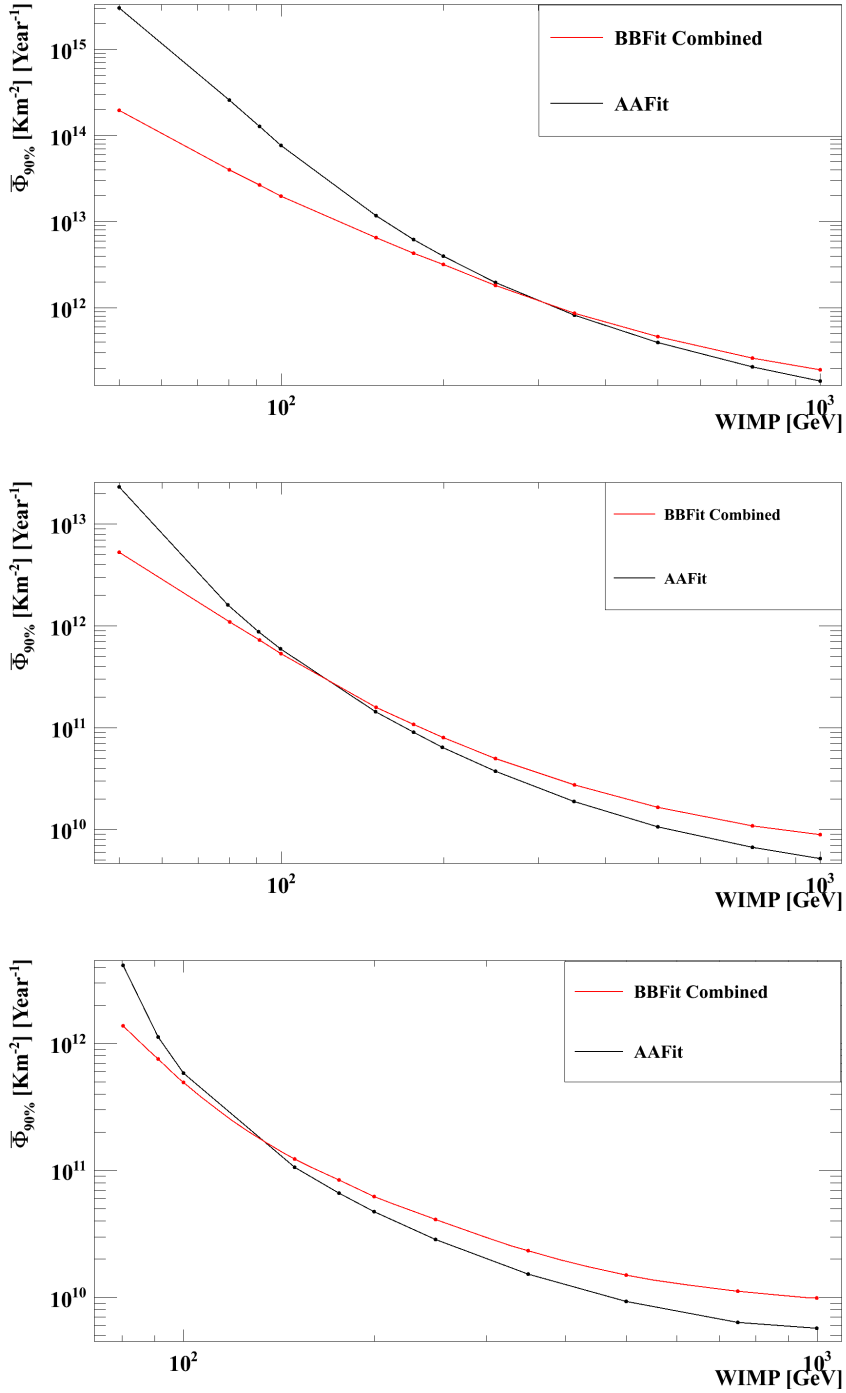 BBFit Combined
AAFit
Φ̅90% [Km-2] [Year-1]
10^15
10^14
10^13
10^12
10^2
10^3
WIMP [GeV]
BBFit Combined
AAFit
Φ̅90% [Km-2] [Year-1]
10^13
10^12
10^11
10^10
10^2
10^3
WIMP [GeV]
BBFit Combined
AAFit
Φ̅90% [Km-2] [Year-1]
10^12
10^11
10^10
10^2
10^3
WIMP [GeV]